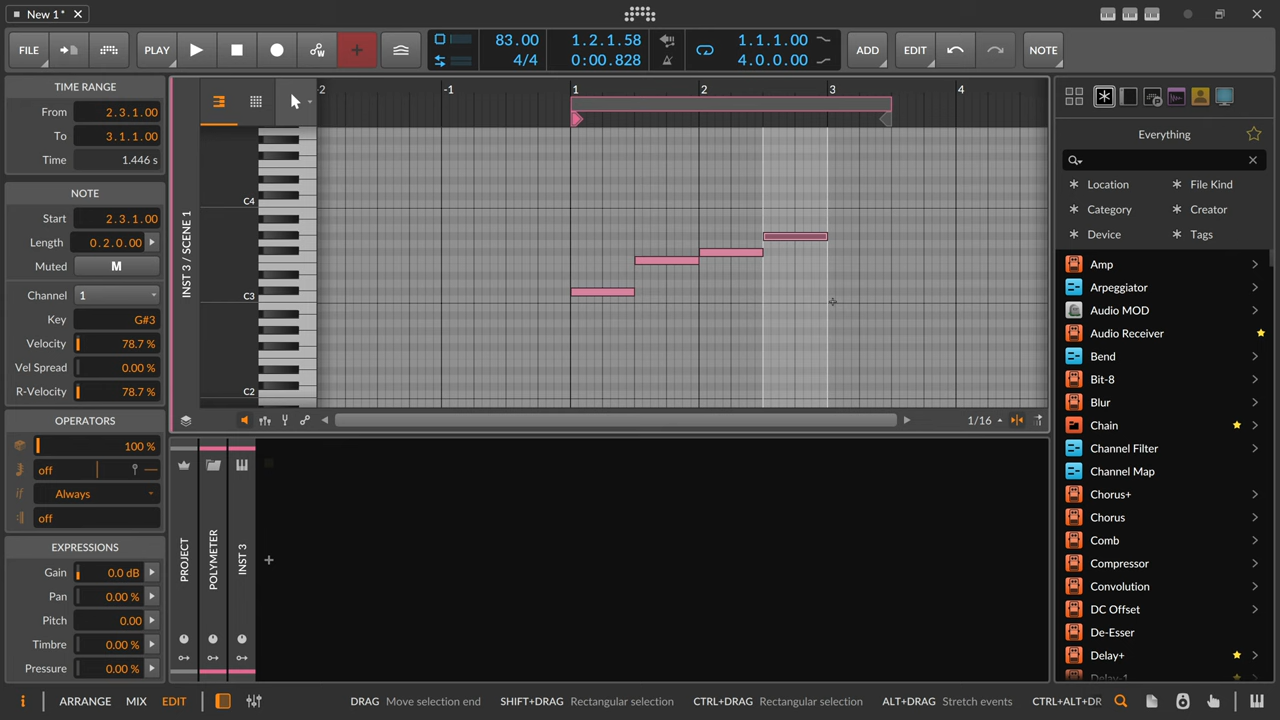 New 1*
FILE
PLAY
83.00
4/4
1.2.1.58
0:00.828
1.1.1.00
4.0.0.00
ADD
EDIT
NOTE
TIME RANGE
From 2.3.1.00
To 3.1.1.00
Time 1.446 s
NOTE
Start 2.3.1.00
Length 0.2.0.00
Muted M
Channel 1
Key G#3
Velocity 78.7 %
Vel Spread 0.00 %
R-Velocity 78.7 %
OPERATORS
100 %
off
if Always
off
EXPRESSIONS
Gain 0.0 dB
Pan 0.00 %
Pitch 0.00
Timbre 0.00 %
Pressure 0.00 %
INST 3 / SCENE 1
-2 -1 1 2 3 4
C4
C3
C2
1/16
PROJECT
POLYMETER
INST 3
Everything
Location
File Kind
Category
Creator
Device
Tags
Amp
Arpeggiator
Audio MOD
Audio Receiver
Bend
Bit-8
Blur
Chain
Channel Filter
Channel Map
Chorus+
Chorus
Comb
Compressor
Convolution
DC Offset
De-Esser
Delay+
Delay-1
i
ARRANGE
MIX
EDIT
DRAG Move selection end
SHIFT+DRAG Rectangular selection
CTRL+DRAG Rectangular selection
ALT+DRAG Stretch events
CTRL+ALT+DR